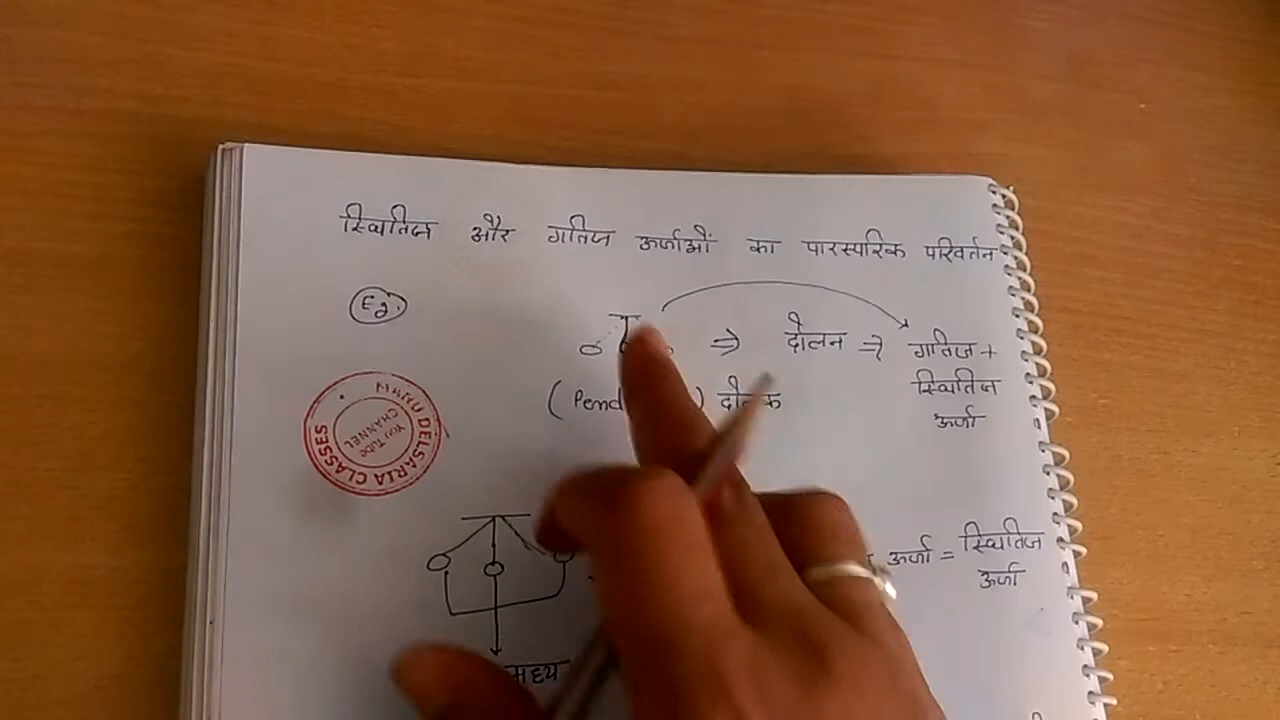 स्थितिज और गतिज ऊर्जाओं का पारस्परिक परिवर्तन
Eg.
⇒ दोलन ⇒ गतिज +
स्थितिज
ऊर्जा
( Pend ) दोलक
MANU DELSARIA CLASSES
YouTube
CHANNEL
ऊर्जा = स्थितिज
ऊर्जा
मध्य